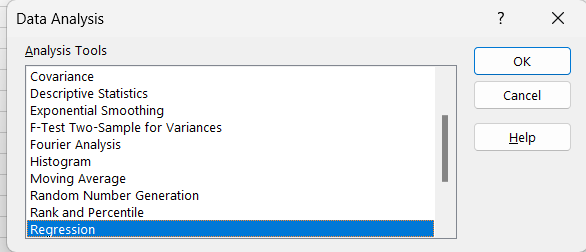 Data Analysis
?
Analysis Tools
Covariance
Descriptive Statistics
Exponential Smoothing
F-Test Two-Sample for Variances
Fourier Analysis
Histogram
Moving Average
Random Number Generation
Rank and Percentile
Regression
OK
Cancel
Help